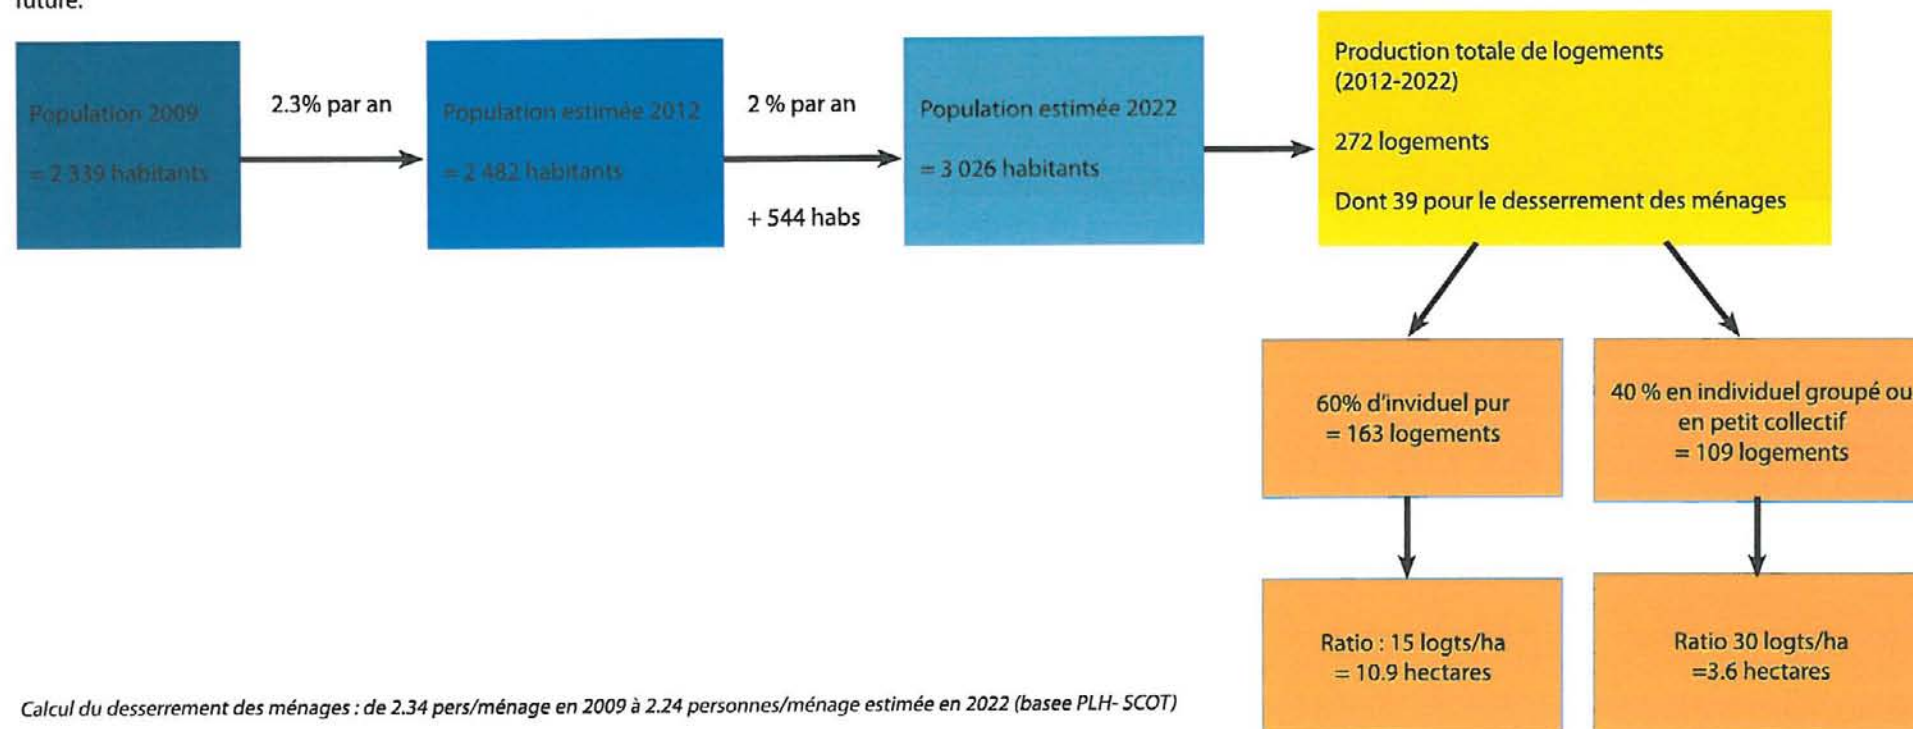 future.
Population 2009
= 2 339 habitants
2.3% par an
Population estimée 2012
= 2 482 habitants
2 % par an
+ 544 habs
Population estimée 2022
= 3 026 habitants
Production totale de logements
(2012-2022)
272 logements
Dont 39 pour le desserrement des ménages
60% d'inviduel pur
= 163 logements
40 % en individuel groupé ou
en petit collectif
= 109 logements
Ratio : 15 logts/ha
= 10.9 hectares
Ratio 30 logts/ha
=3.6 hectares
Calcul du desserrement des ménages : de 2.34 pers/ménage en 2009 à 2.24 personnes/ménage estimée en 2022 (basee PLH- SCOT)